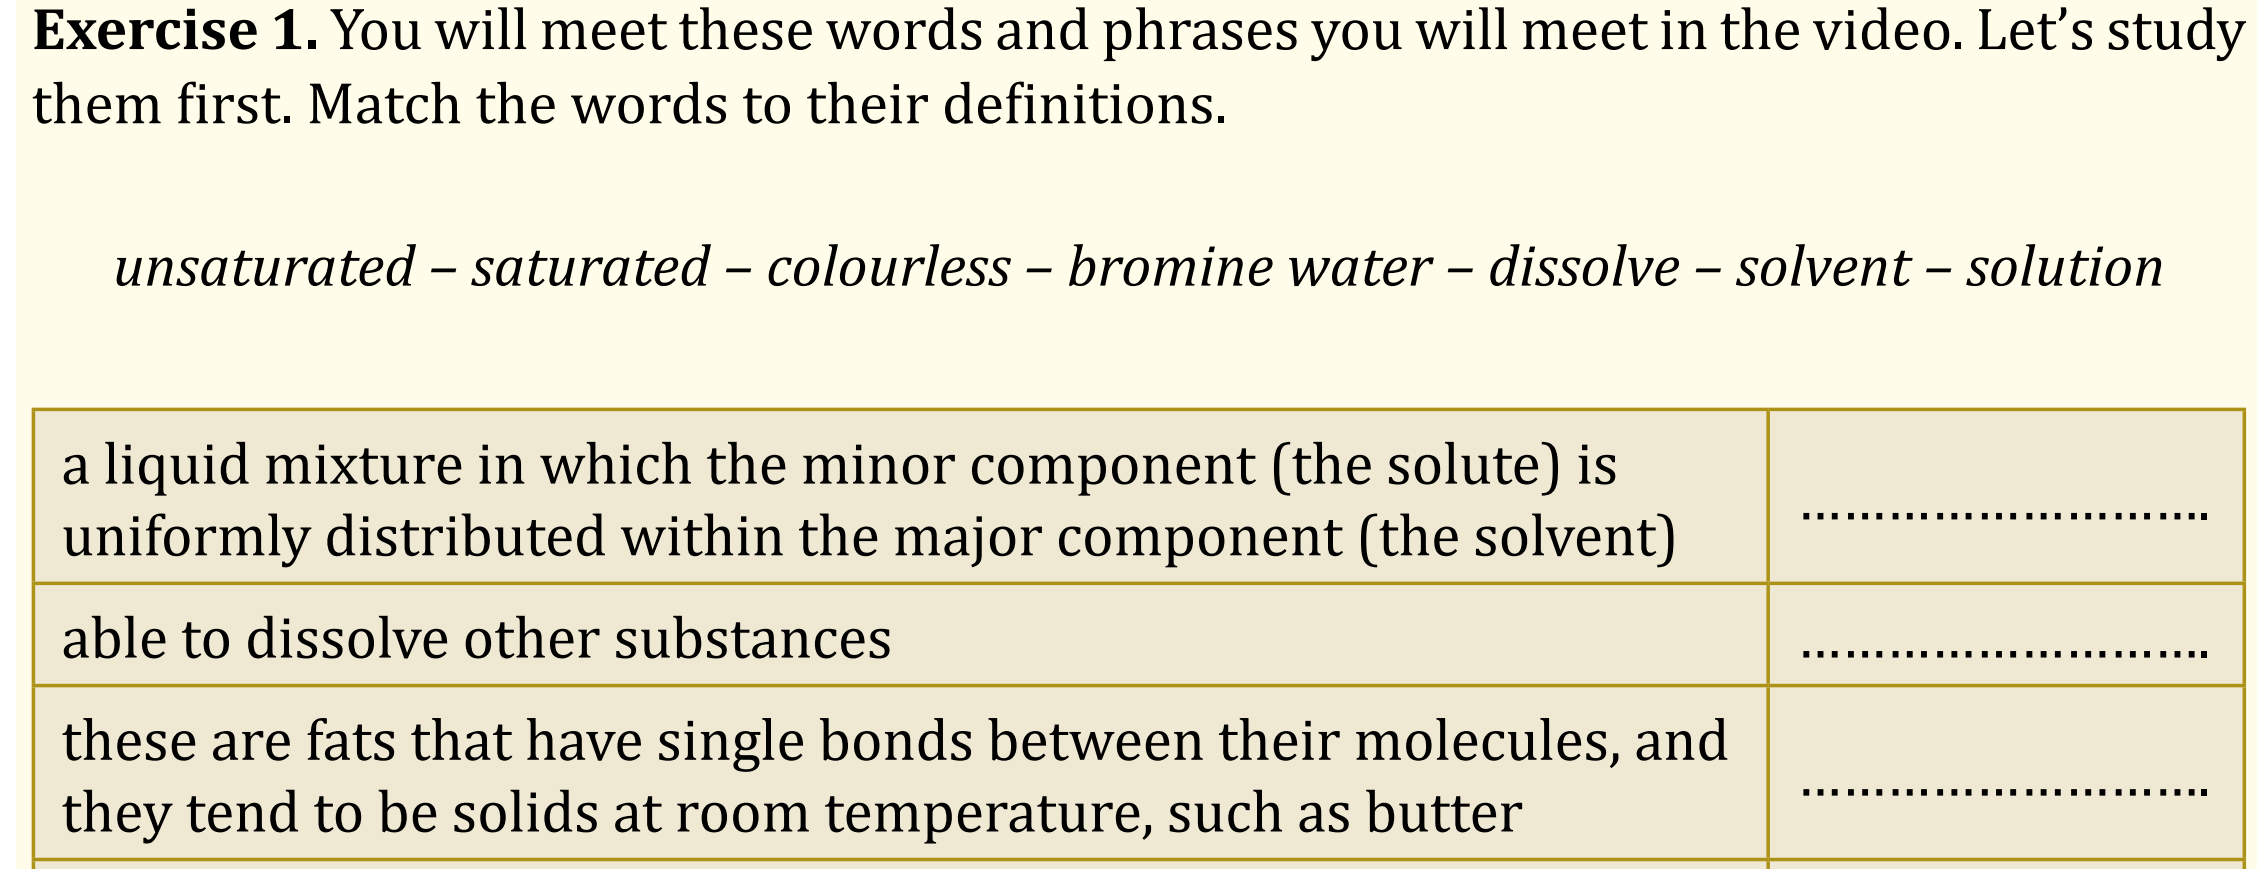 Exercise 1. You will meet these words and phrases you will meet in the video. Let’s study
them first. Match the words to their definitions.
unsaturated – saturated – colourless – bromine water – dissolve – solvent – solution
a liquid mixture in which the minor component (the solute) is
uniformly distributed within the major component (the solvent)
………………………..
able to dissolve other substances
………………………..
these are fats that have single bonds between their molecules, and
they tend to be solids at room temperature, such as butter
………………………..